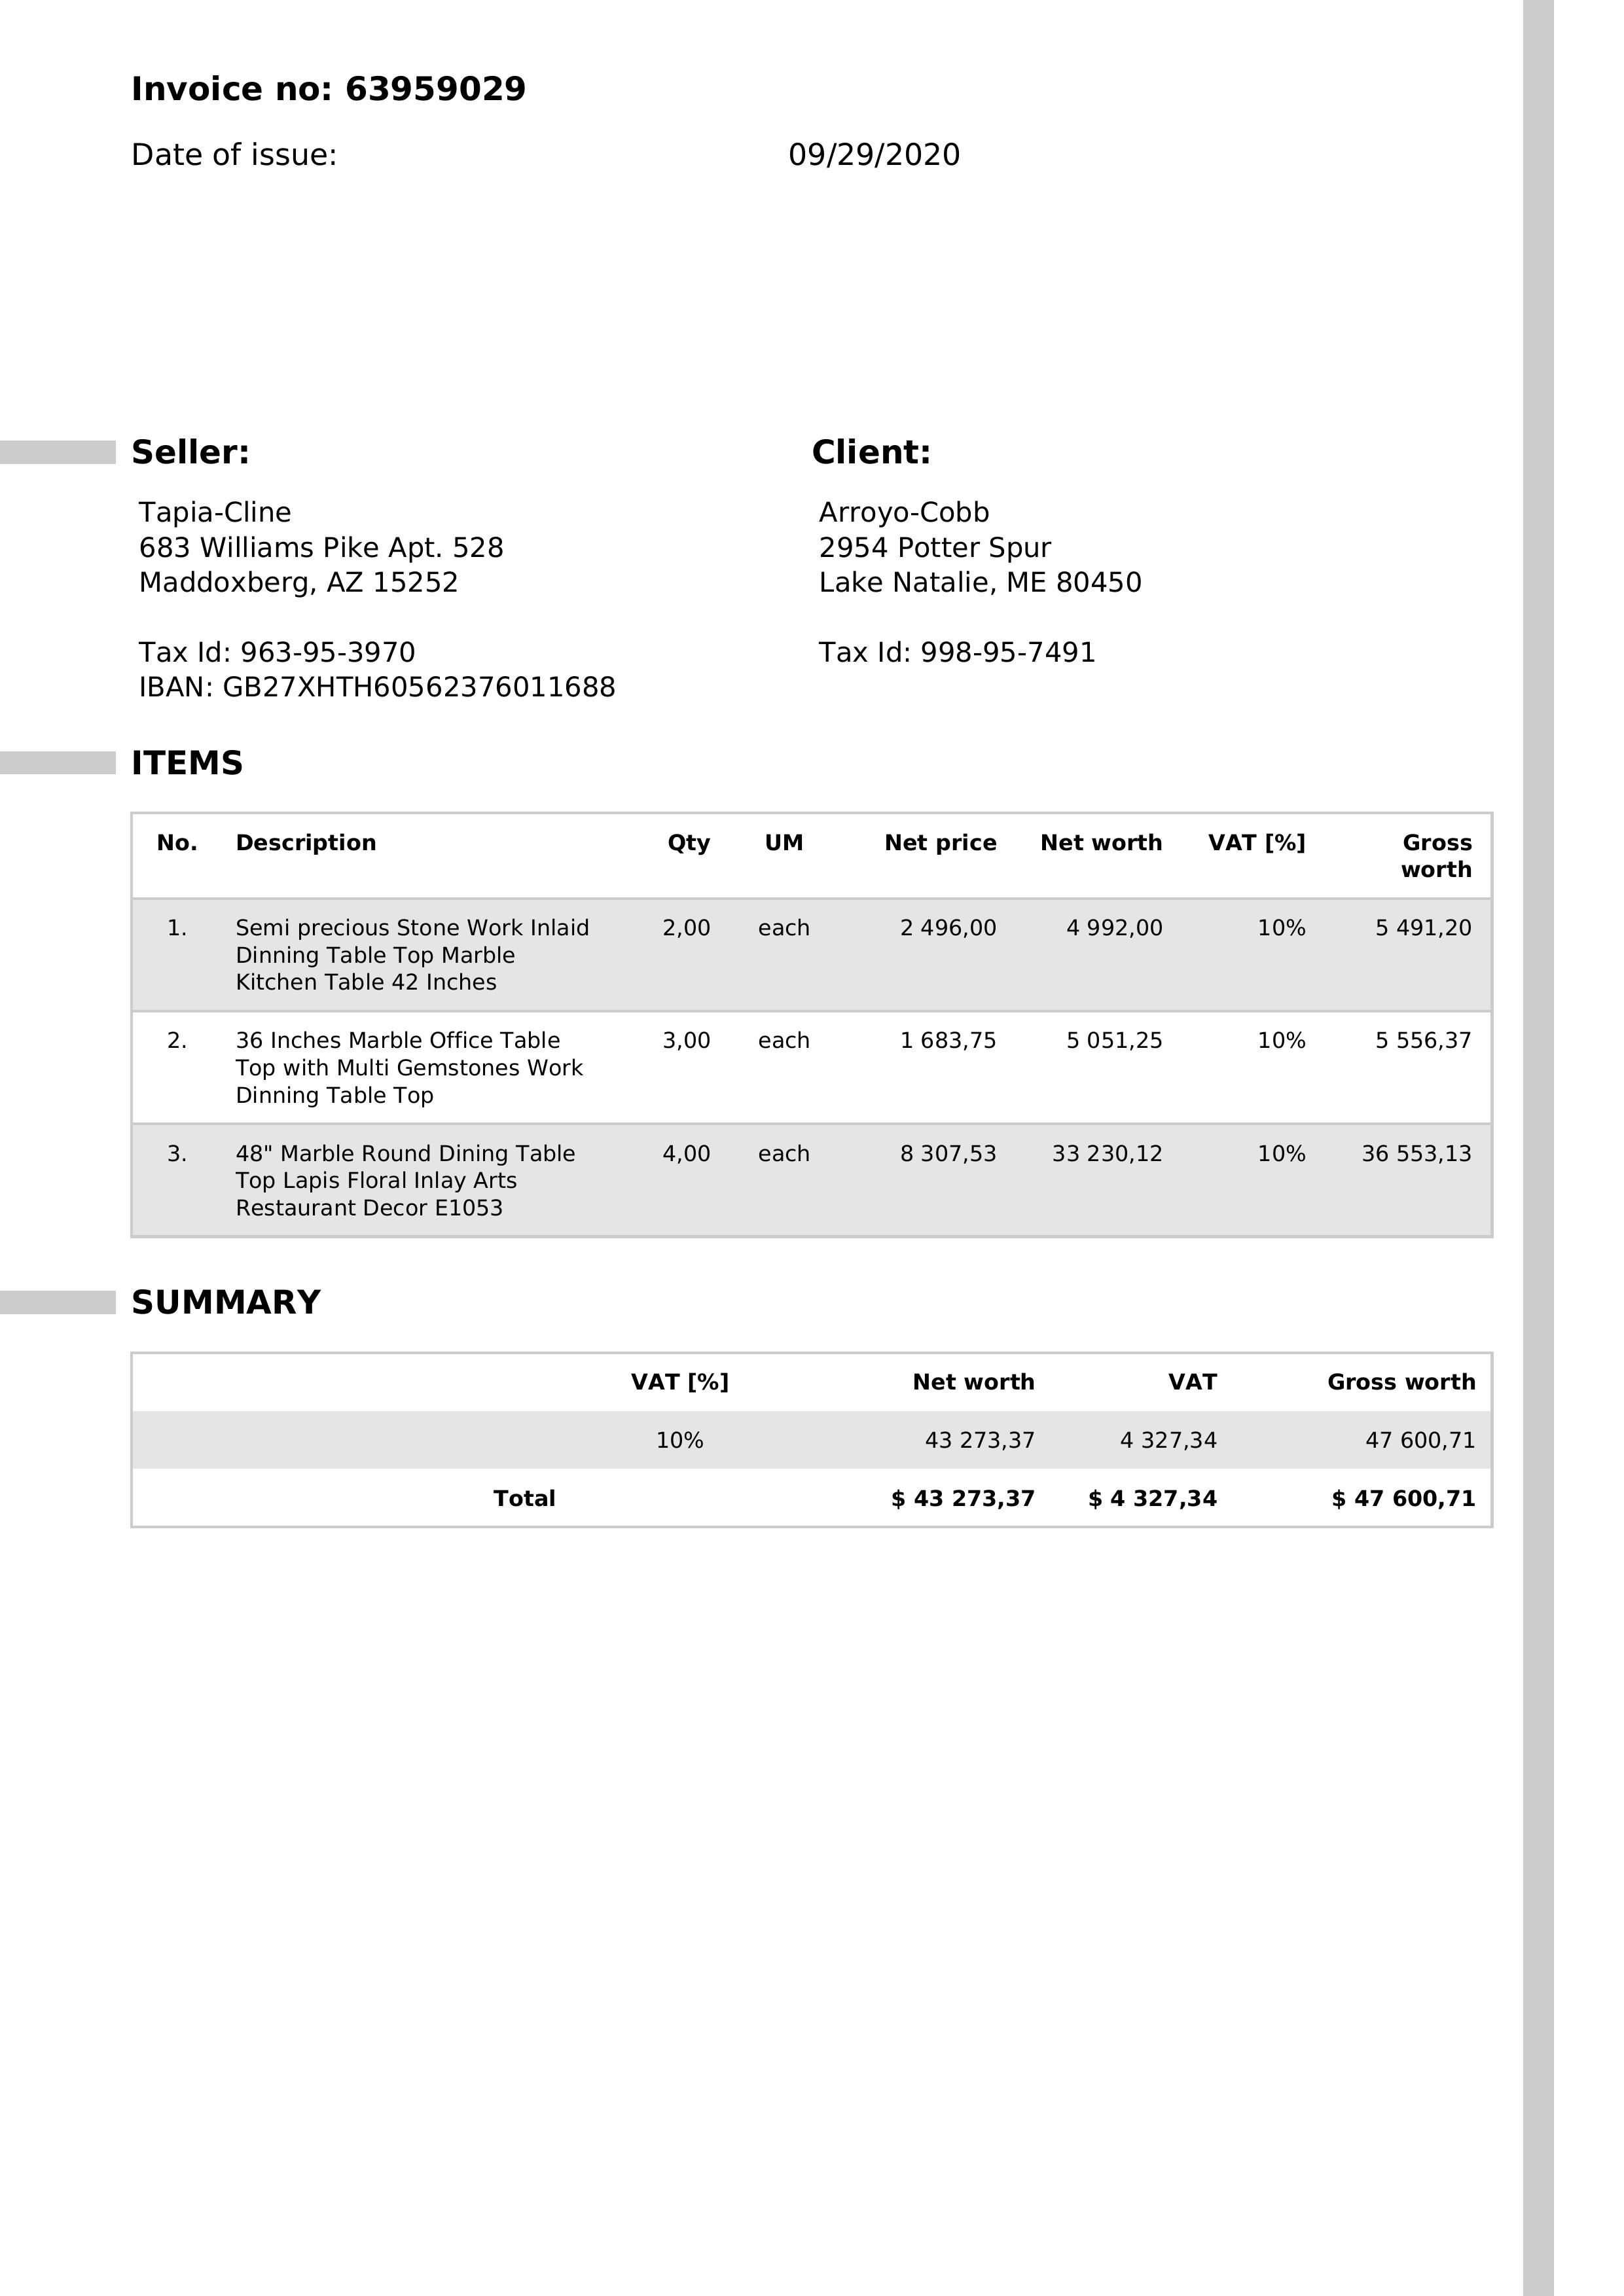 Invoice no: 63959029
Date of issue: 09/29/2020
Seller:
Tapia-Cline
683 Williams Pike Apt. 528
Maddoxberg, AZ 15252
Tax Id: 963-95-3970
IBAN: GB27XHTH60562376011688
Client:
Arroyo-Cobb
2954 Potter Spur
Lake Natalie, ME 80450
Tax Id: 998-95-7491
ITEMS
No. Description Qty UM Net price Net worth VAT [%] Gross
worth
1. Semi precious Stone Work Inlaid 2,00 each 2 496,00 4 992,00 10% 5 491,20
Dinning Table Top Marble
Kitchen Table 42 Inches
2. 36 Inches Marble Office Table 3,00 each 1 683,75 5 051,25 10% 5 556,37
Top with Multi Gemstones Work
Dinning Table Top
3. 48" Marble Round Dining Table 4,00 each 8 307,53 33 230,12 10% 36 553,13
Top Lapis Floral Inlay Arts
Restaurant Decor E1053
SUMMARY
VAT [%] Net worth VAT Gross worth
10% 43 273,37 4 327,34 47 600,71
Total $ 43 273,37 $ 4 327,34 $ 47 600,71